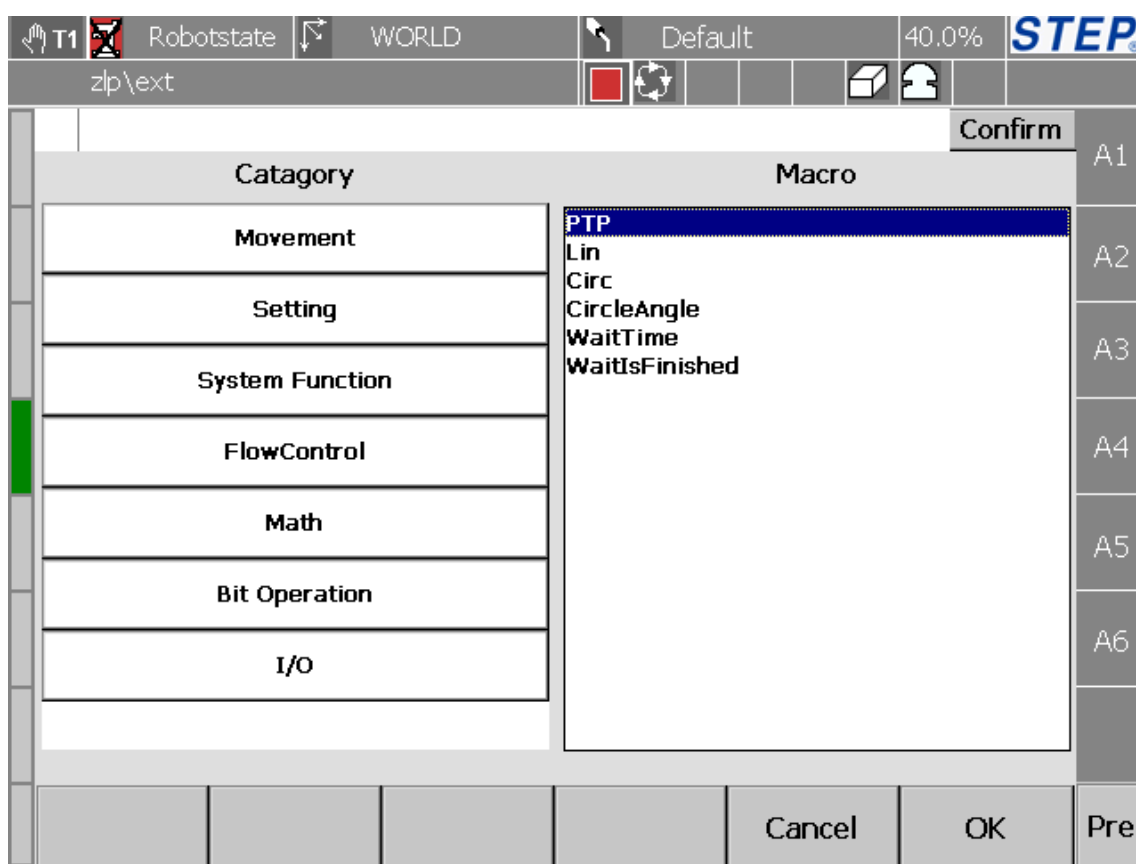 T1 Robotstate WORLD Default 40.0% STEP®
zlp\ext
Confirm
Catagory
Macro
Movement
Setting
System Function
FlowControl
Math
Bit Operation
I/O
PTP
Lin
Circ
CircleAngle
WaitTime
WaitIsFinished
A1
A2
A3
A4
A5
A6
Cancel OK Pre